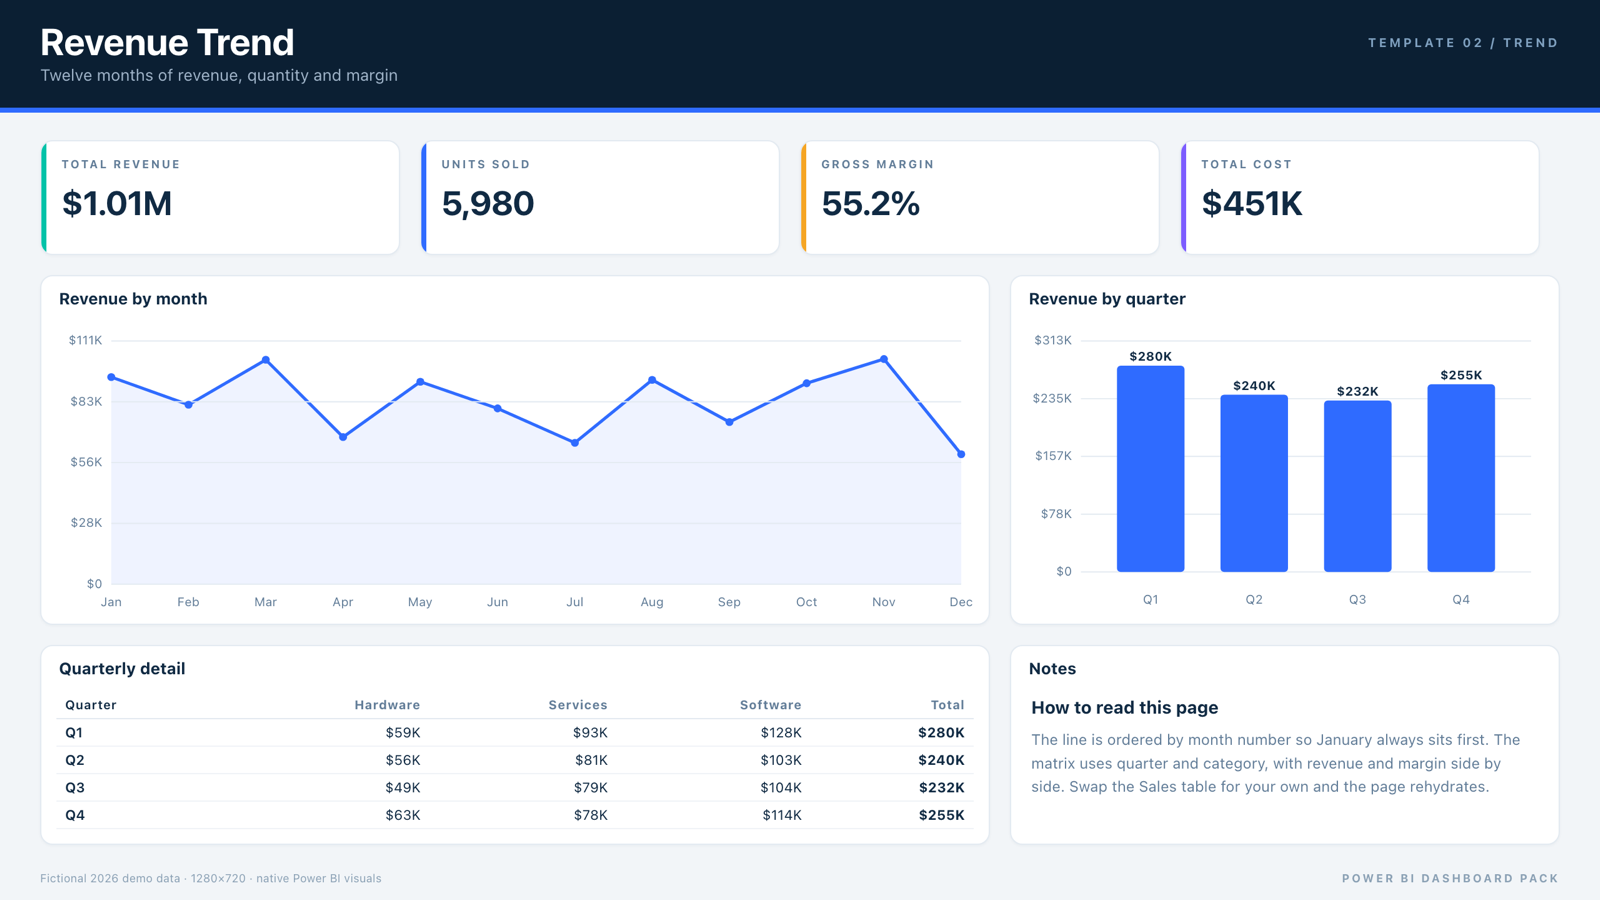 Revenue Trend
Twelve months of revenue, quantity and margin
TEMPLATE 02 / TREND
TOTAL REVENUE
$1.01M
UNITS SOLD
5,980
GROSS MARGIN
55.2%
TOTAL COST
$451K
Revenue by month
$111K
$83K
$56K
$28K
$0
Jan Feb Mar Apr May Jun Jul Aug Sep Oct Nov Dec
Revenue by quarter
$313K
$235K
$157K
$78K
$0
$280K
$240K
$232K
$255K
Q1 Q2 Q3 Q4
Quarterly detail
Quarter Hardware Services Software Total
Q1 $59K $93K $128K $280K
Q2 $56K $81K $103K $240K
Q3 $49K $79K $104K $232K
Q4 $63K $78K $114K $255K
Notes
How to read this page
The line is ordered by month number so January always sits first. The
matrix uses quarter and category, with revenue and margin side by
side. Swap the Sales table for your own and the page rehydrates.
Fictional 2026 demo data · 1280×720 · native Power BI visuals
POWER BI DASHBOARD PACK